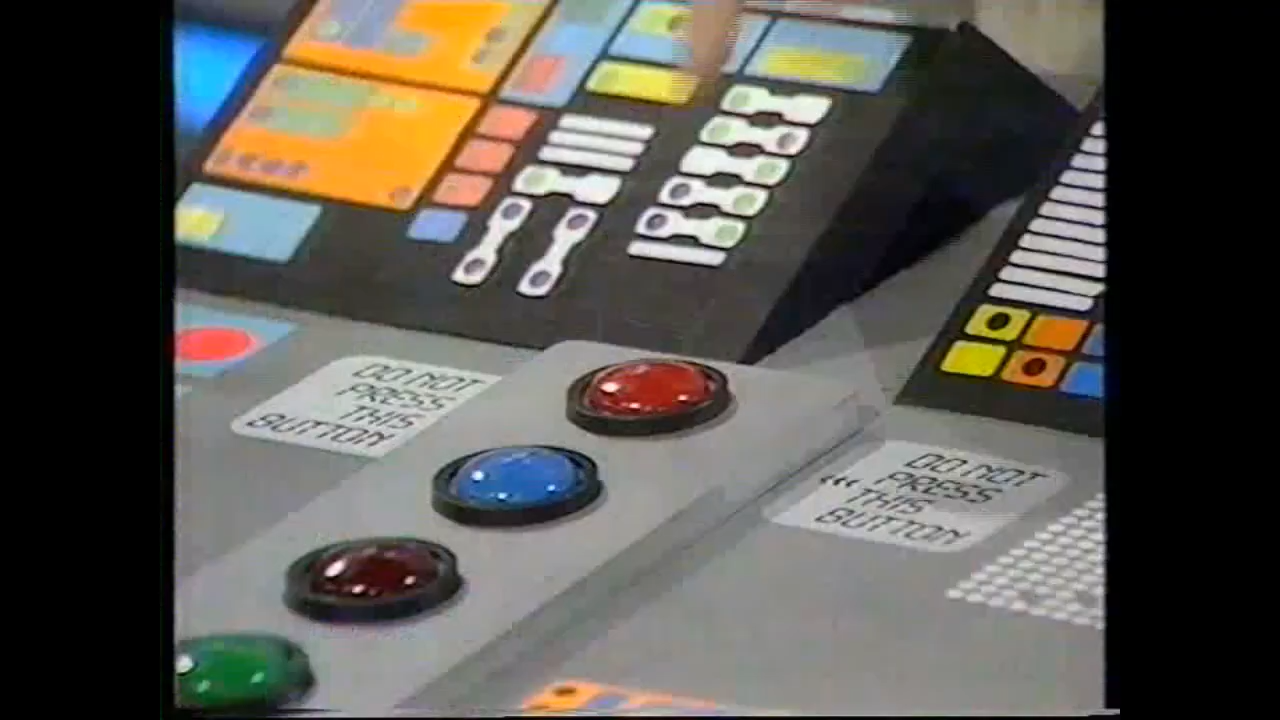 DO NOT
PRESS
THIS
BUTTON
DO NOT
<<< PRESS
THIS
BUTTON